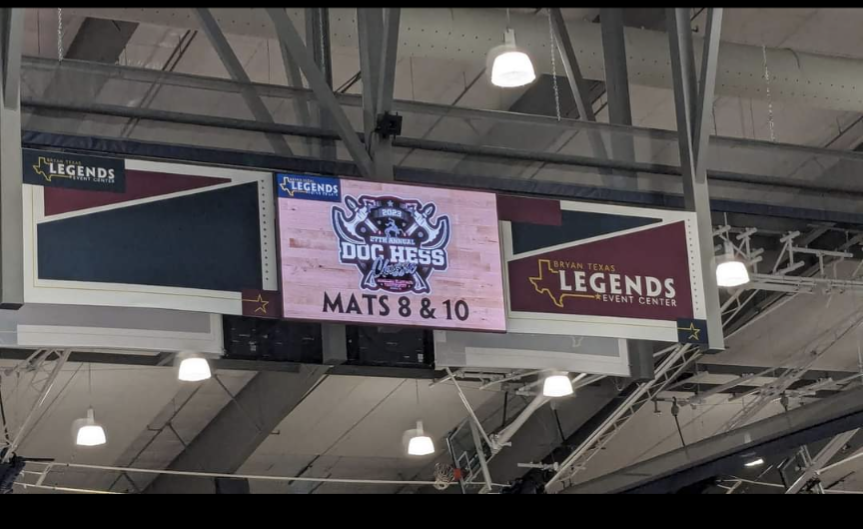 BRYAN TEXAS
LEGENDS
EVENT CENTER
LEGENDS
2023
27TH ANNUAL
DOC HESS
Classic
MATS 8 & 10
BRYAN TEXAS
LEGENDS
EVENT CENTER